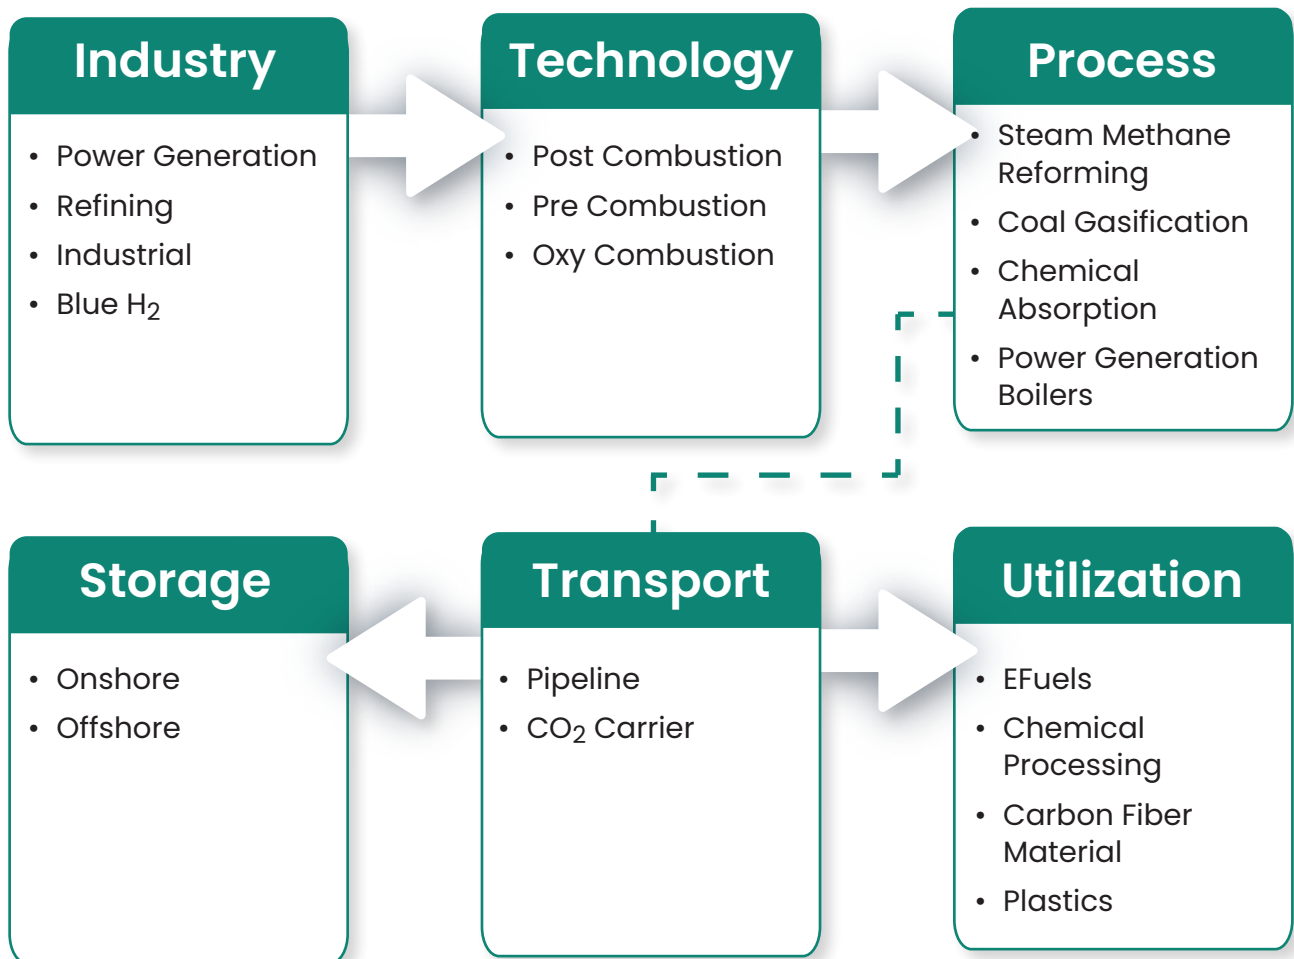 Industry
• Power Generation
• Refining
• Industrial
• Blue H₂
Technology
• Post Combustion
• Pre Combustion
• Oxy Combustion
Process
• Steam Methane
Reforming
• Coal Gasification
• Chemical
Absorption
• Power Generation
Boilers
Storage
• Onshore
• Offshore
Transport
• Pipeline
• CO₂ Carrier
Utilization
• EFuels
• Chemical
Processing
• Carbon Fiber
Material
• Plastics